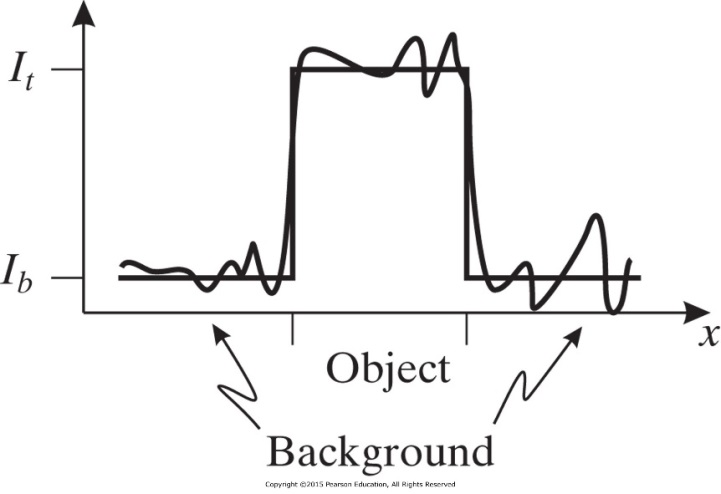 I_t
I_b
x
Object
Background
Copyright ©2015 Pearson Education, All Rights Reserved